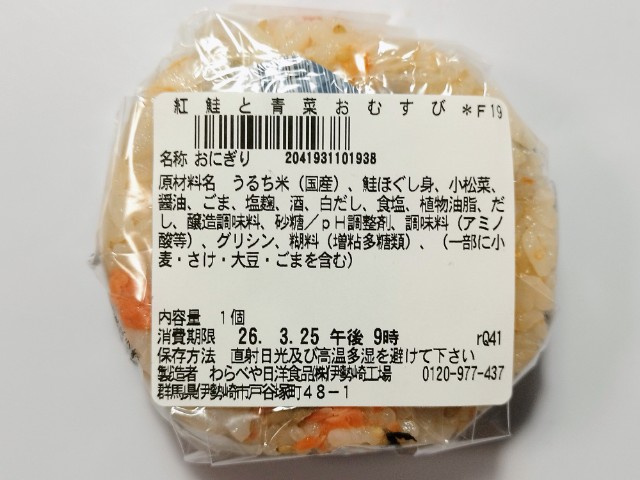 紅鮭と青菜おむすび *F19
名称 おにぎり 2041931101938
原材料名 うるち米(国産)、鮭ほぐし身、小松菜、
醤油、ごま、塩麹、酒、白だし、食塩、植物油脂、だ
し、醸造調味料、砂糖/pH調整剤、調味料(アミノ
酸等)、グリシン、糊料(増粘多糖類)、(一部に小
麦・さけ・大豆・ごまを含む)
内容量 1個
消費期限 26. 3.25 午後 9時 rQ41
保存方法 直射日光及び高温多湿を避けて下さい
製造者 わらべや日洋食品㈱伊勢崎工場 0120-977-437
群馬県伊勢崎市戸谷塚町48-1